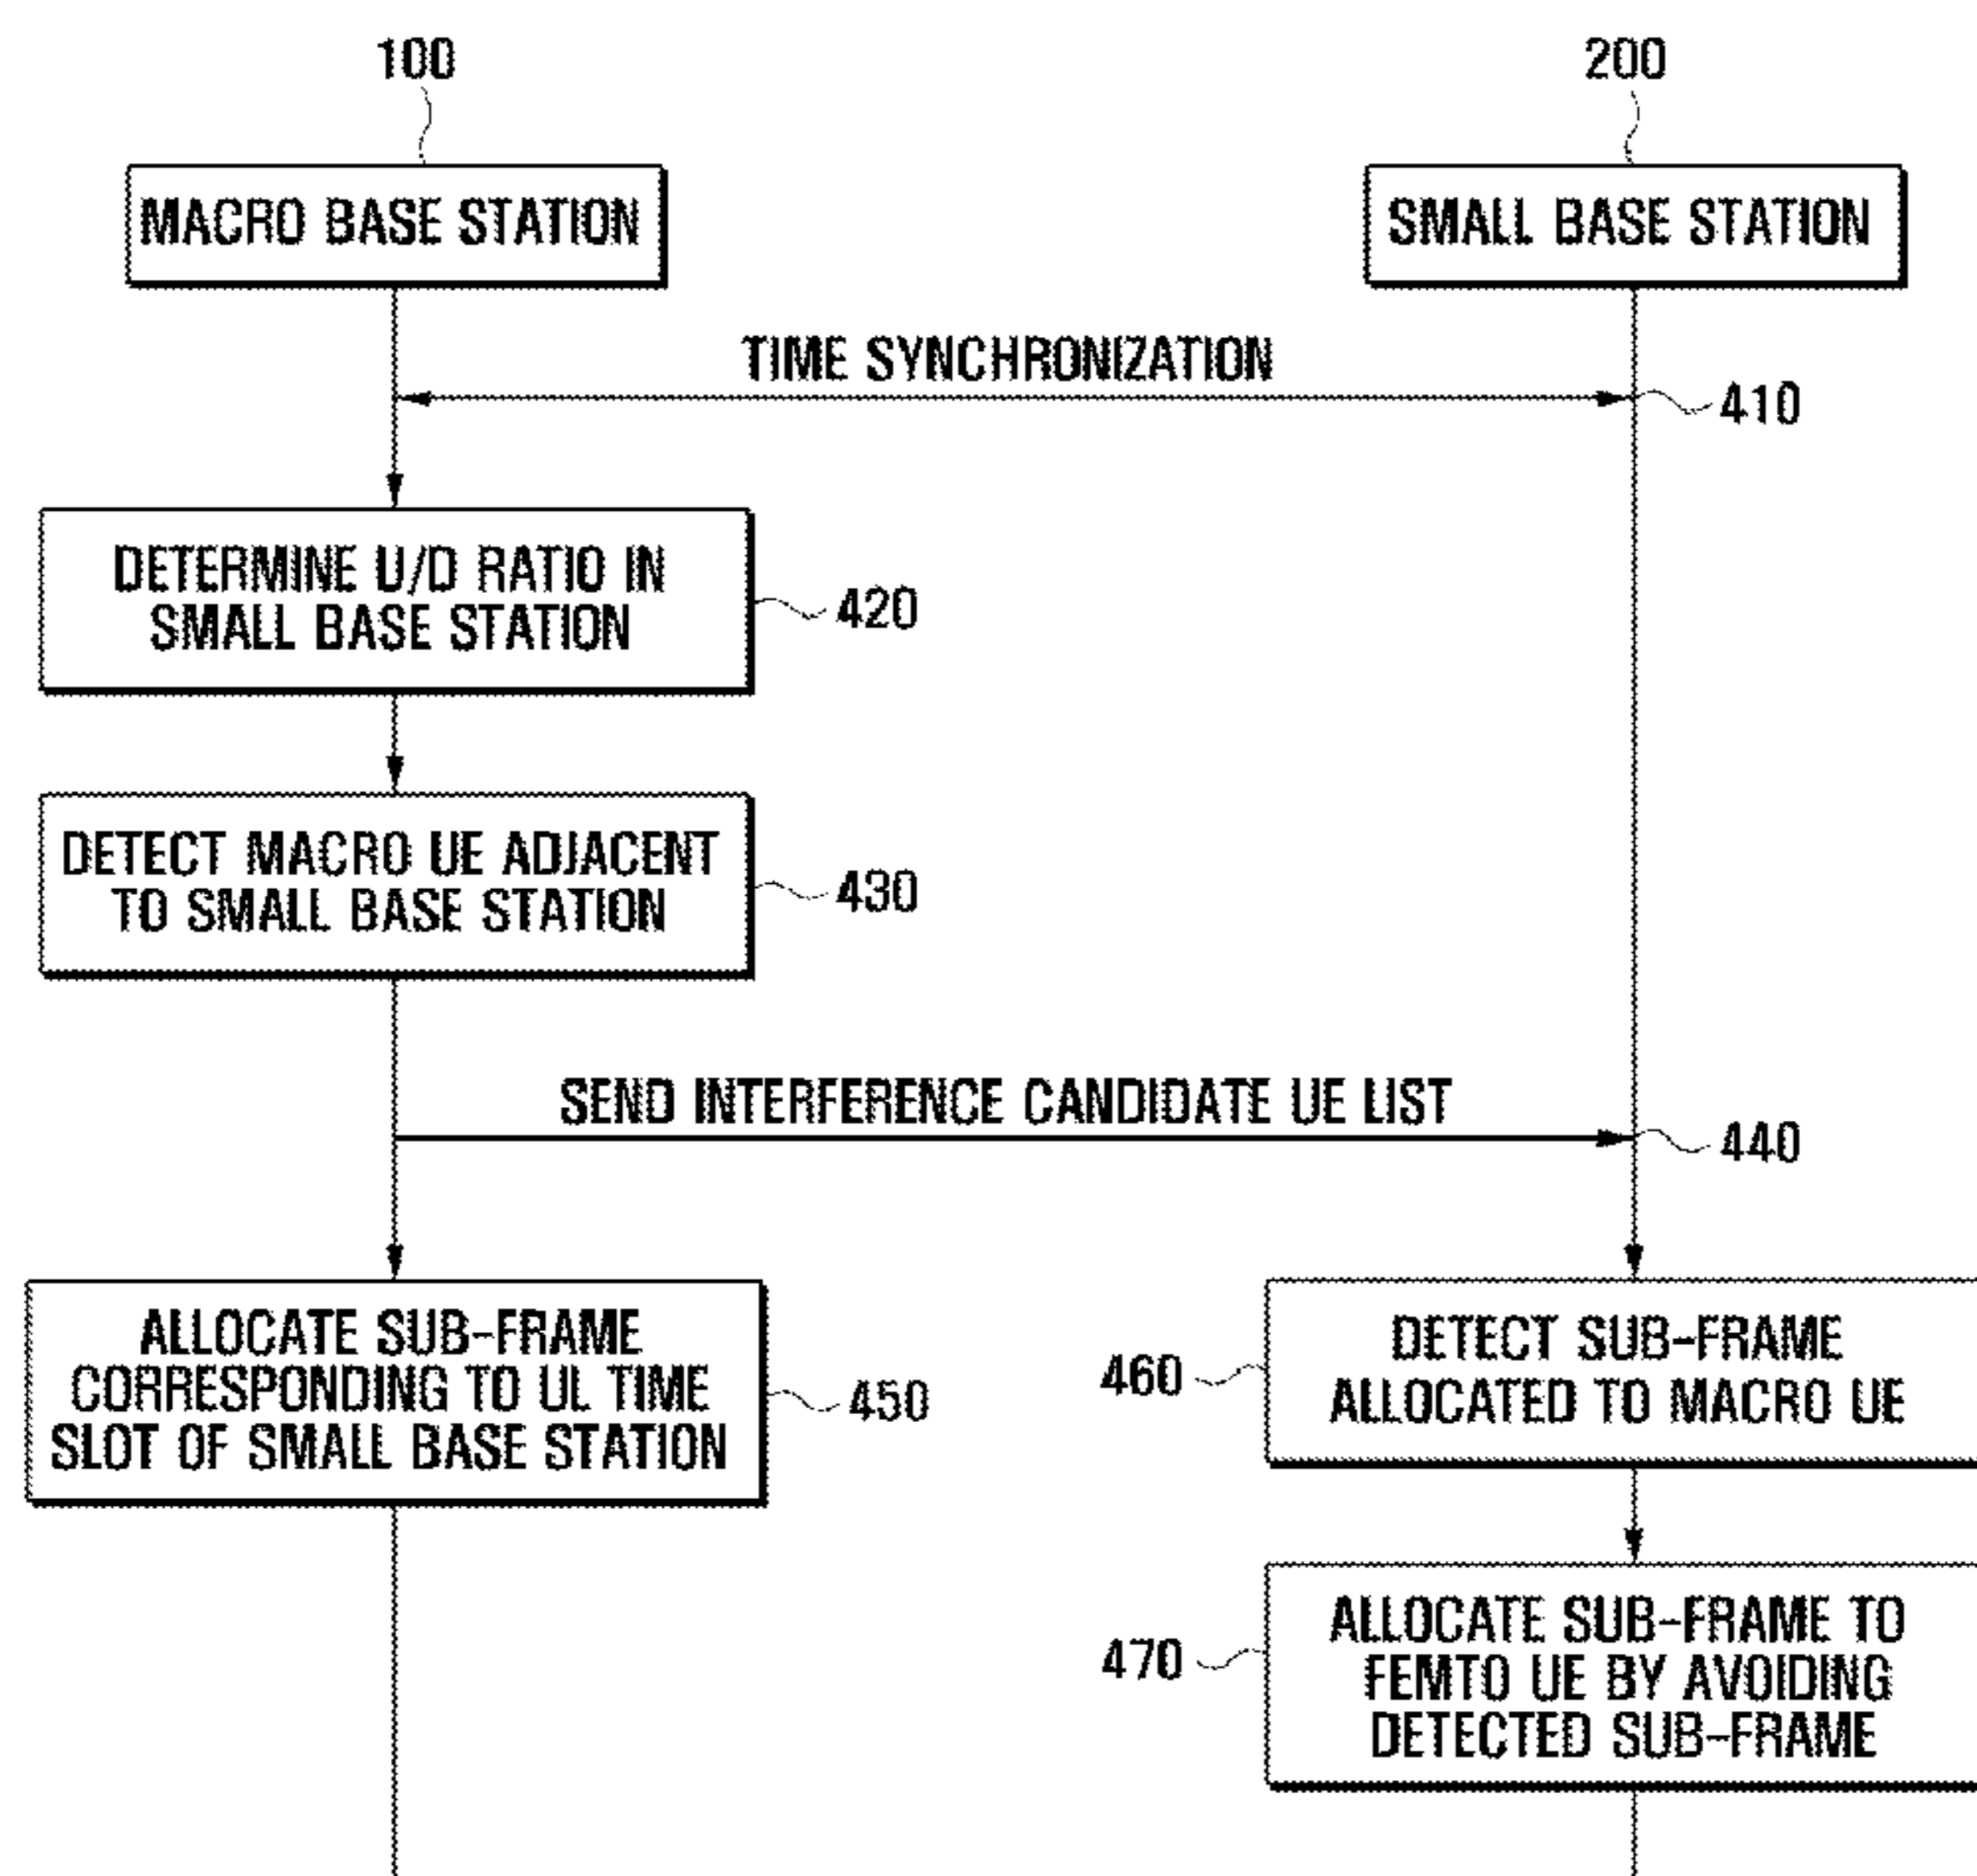 100
200
MACRO BASE STATION
SMALL BASE STATION
TIME SYNCHRONIZATION
410
DETERMINE U/D RATIO IN
SMALL BASE STATION
420
DETECT MACRO UE ADJACENT
TO SMALL BASE STATION
430
SEND INTERFERENCE CANDIDATE UE LIST
440
ALLOCATE SUB-FRAME
CORRESPONDING TO UL TIME
SLOT OF SMALL BASE STATION
450
460
DETECT SUB-FRAME
ALLOCATED TO MACRO UE
470
ALLOCATE SUB-FRAME TO
FEMTO UE BY AVOIDING
DETECTED SUB-FRAME